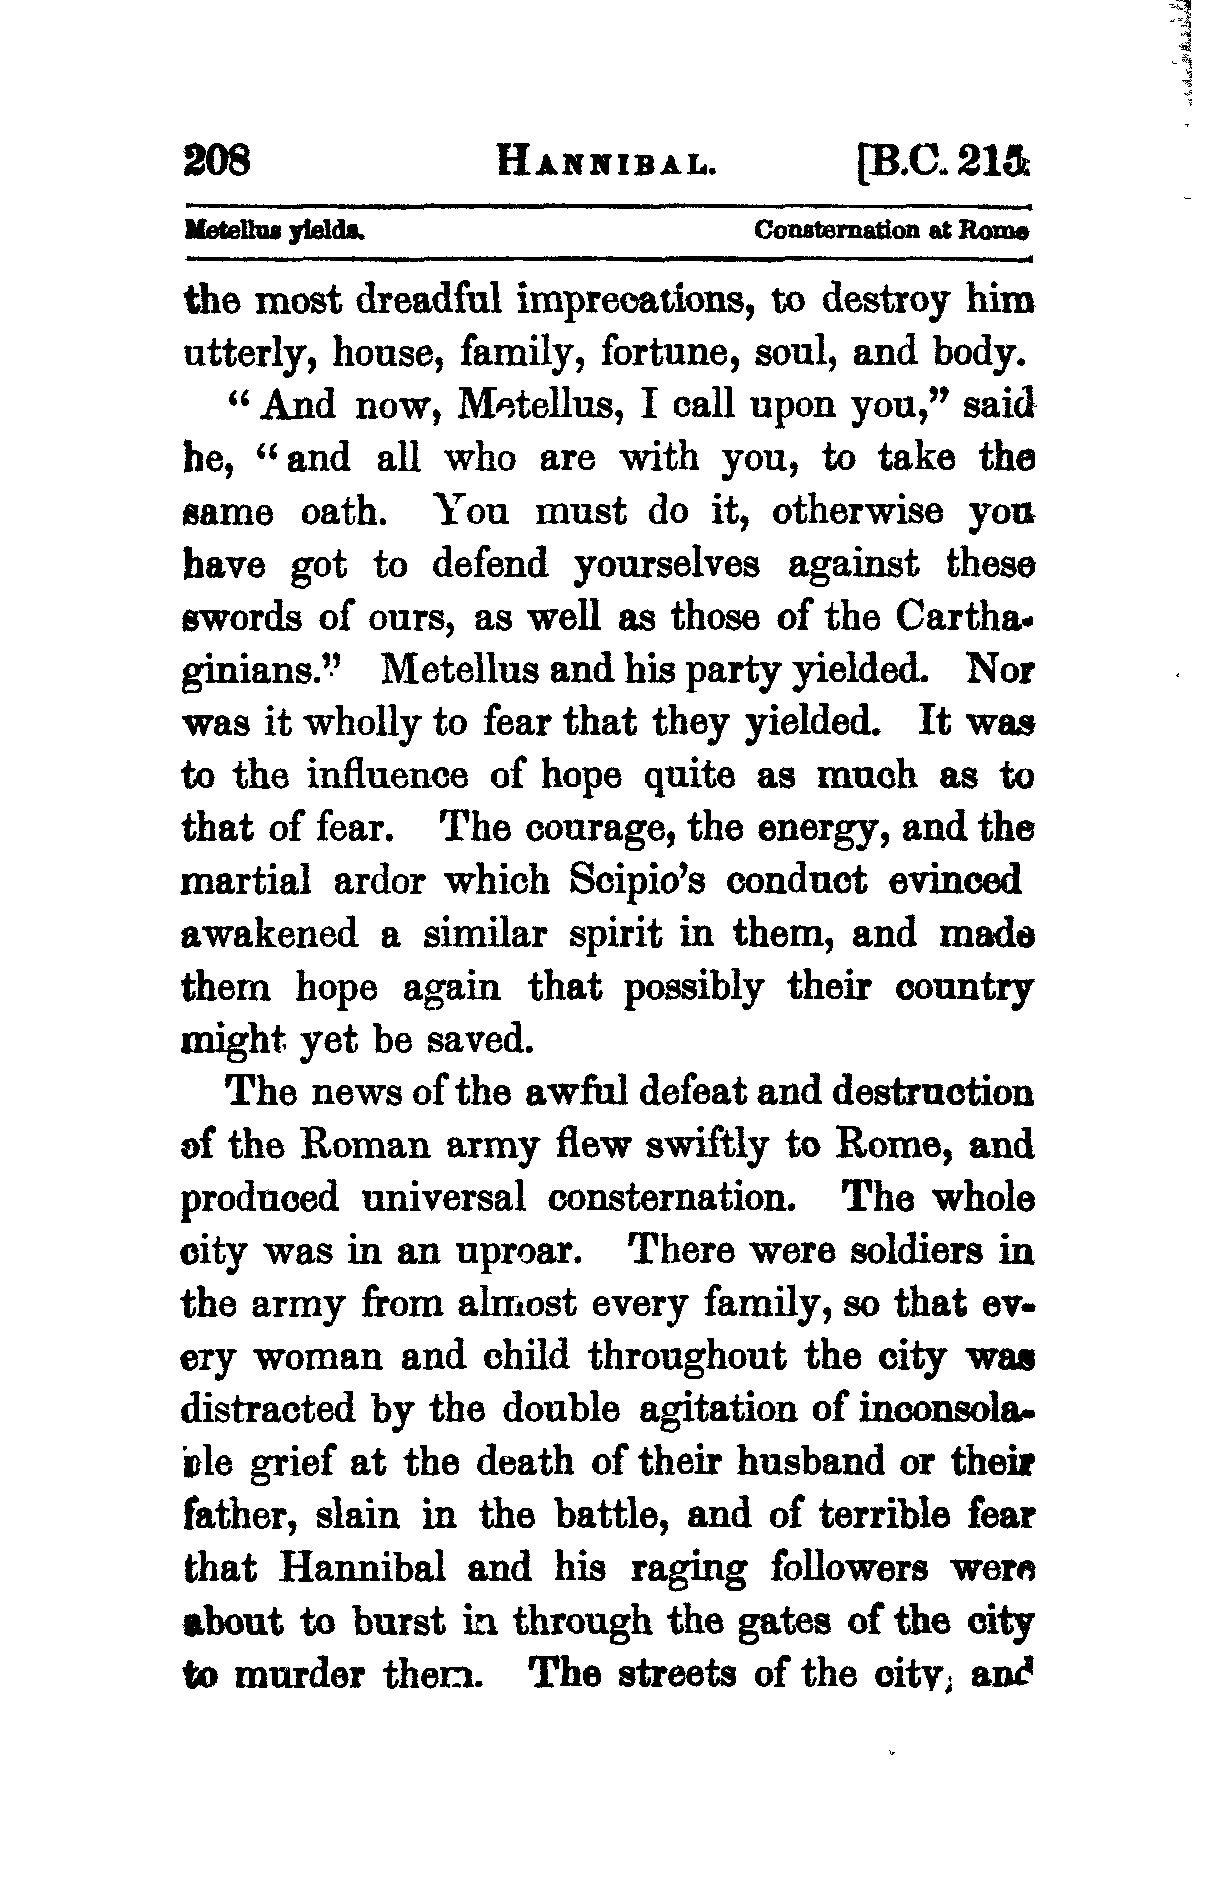 208 HANNIBAL. [B.C. 215
Metellus yields. Consternation at Rome
the most dreadful imprecations, to destroy him
utterly, house, family, fortune, soul, and body.
“And now, Metellus, I call upon you,” said
he, “and all who are with you, to take the
same oath. You must do it, otherwise you
have got to defend yourselves against these
swords of ours, as well as those of the Cartha-
ginians.” Metellus and his party yielded. Nor
was it wholly to fear that they yielded. It was
to the influence of hope quite as much as to
that of fear. The courage, the energy, and the
martial ardor which Scipio’s conduct evinced
awakened a similar spirit in them, and made
them hope again that possibly their country
might yet be saved.
The news of the awful defeat and destruction
of the Roman army flew swiftly to Rome, and
produced universal consternation. The whole
city was in an uproar. There were soldiers in
the army from almost every family, so that ev-
ery woman and child throughout the city was
distracted by the double agitation of inconsola-
ble grief at the death of their husband or their
father, slain in the battle, and of terrible fear
that Hannibal and his raging followers were
about to burst in through the gates of the city
to murder them. The streets of the city, and